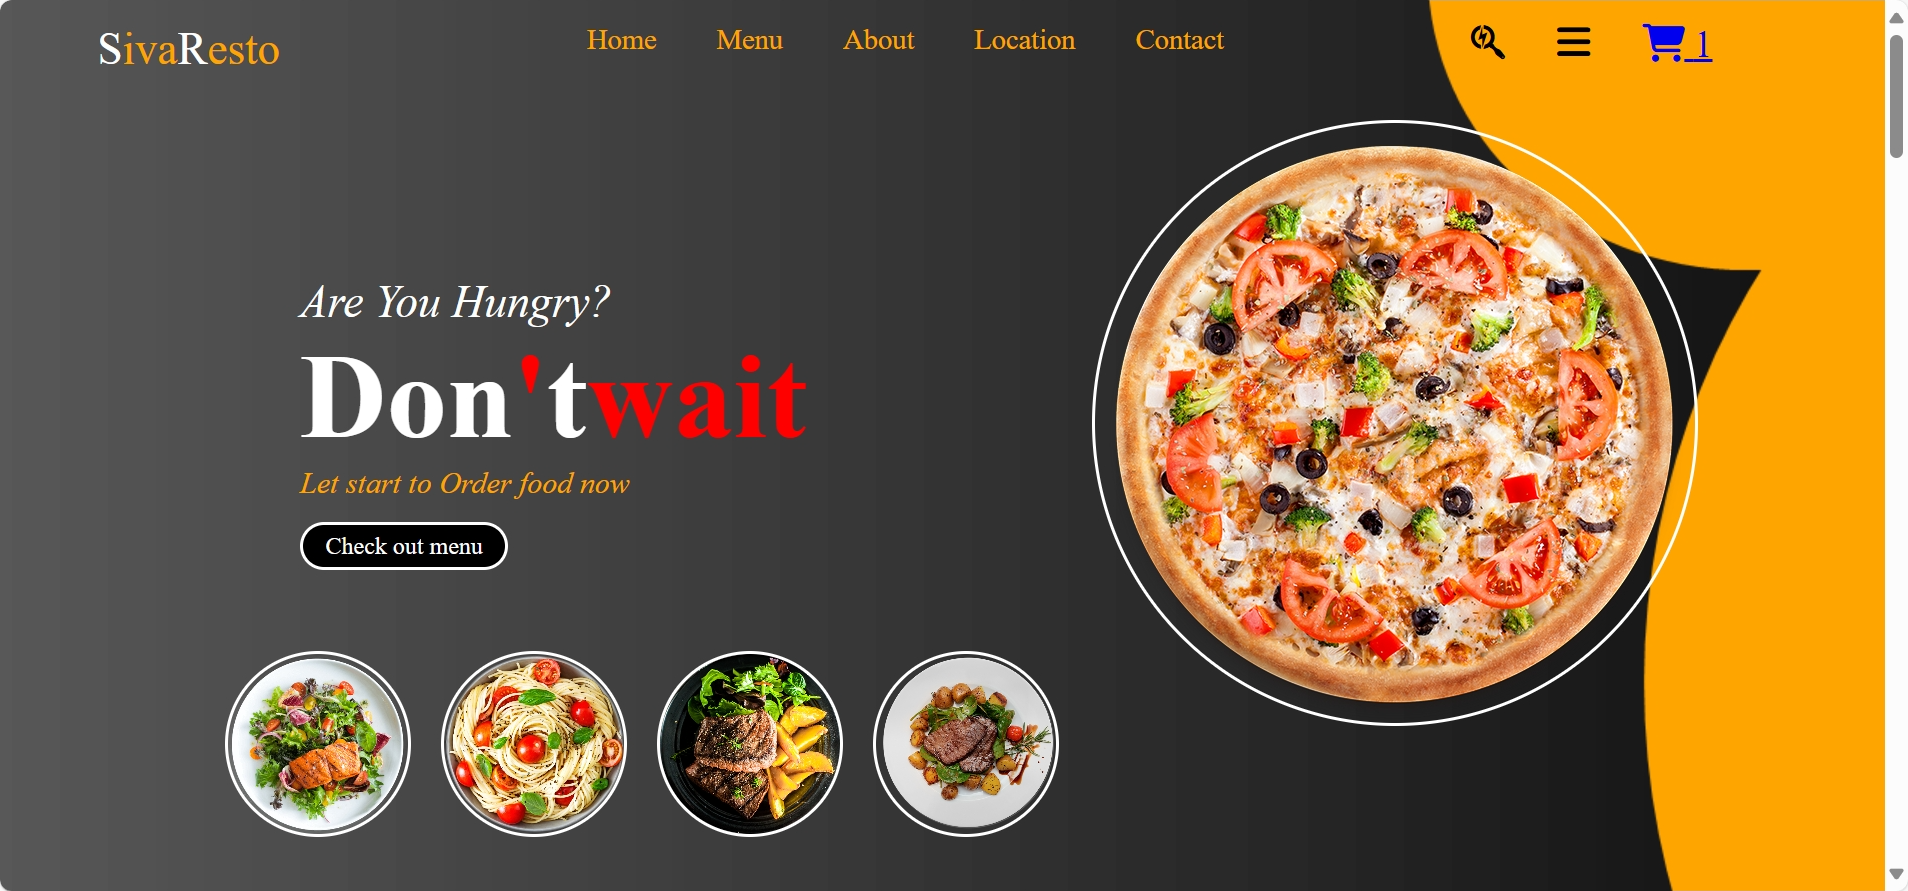 SivaResto
Home Menu About Location Contact
1
Are You Hungry?
Don'twait
Let start to Order food now
Check out menu